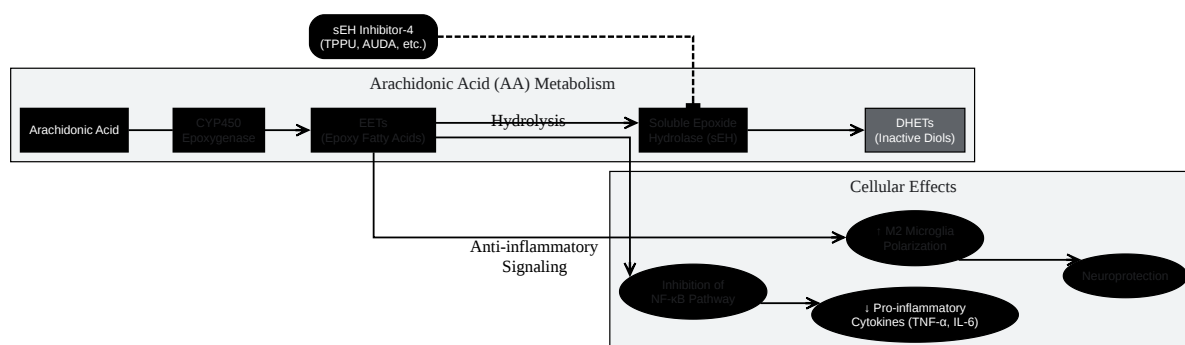 sEH Inhibitor-4
(TPPU, AUDA, etc.)
Arachidonic Acid (AA) Metabolism
Arachidonic Acid
CYP450
Epoxygenase
EETs
(Epoxy Fatty Acids)
Hydrolysis
Soluble Epoxide
Hydrolase (sEH)
DHETs
(Inactive Diols)
Cellular Effects
Anti-inflammatory
Signaling
↑ M2 Microglia
Polarization
Neuroprotection
Inhibition of
NF-κB Pathway
↓ Pro-inflammatory
Cytokines (TNF-α, IL-6)